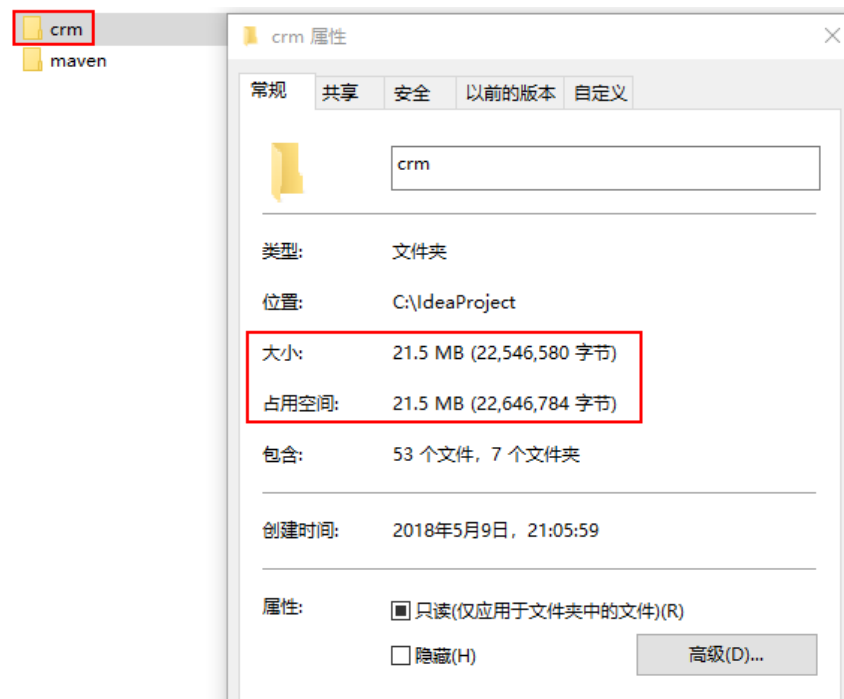 crm
maven
crm 属性
常规 共享 安全 以前的版本 自定义
crm
类型: 文件夹
位置: C:\IdeaProject
大小: 21.5 MB (22,546,580 字节)
占用空间: 21.5 MB (22,646,784 字节)
包含: 53 个文件，7 个文件夹
创建时间: 2018年5月9日，21:05:59
属性: 只读(仅应用于文件夹中的文件)(R)
隐藏(H) 高级(D)...